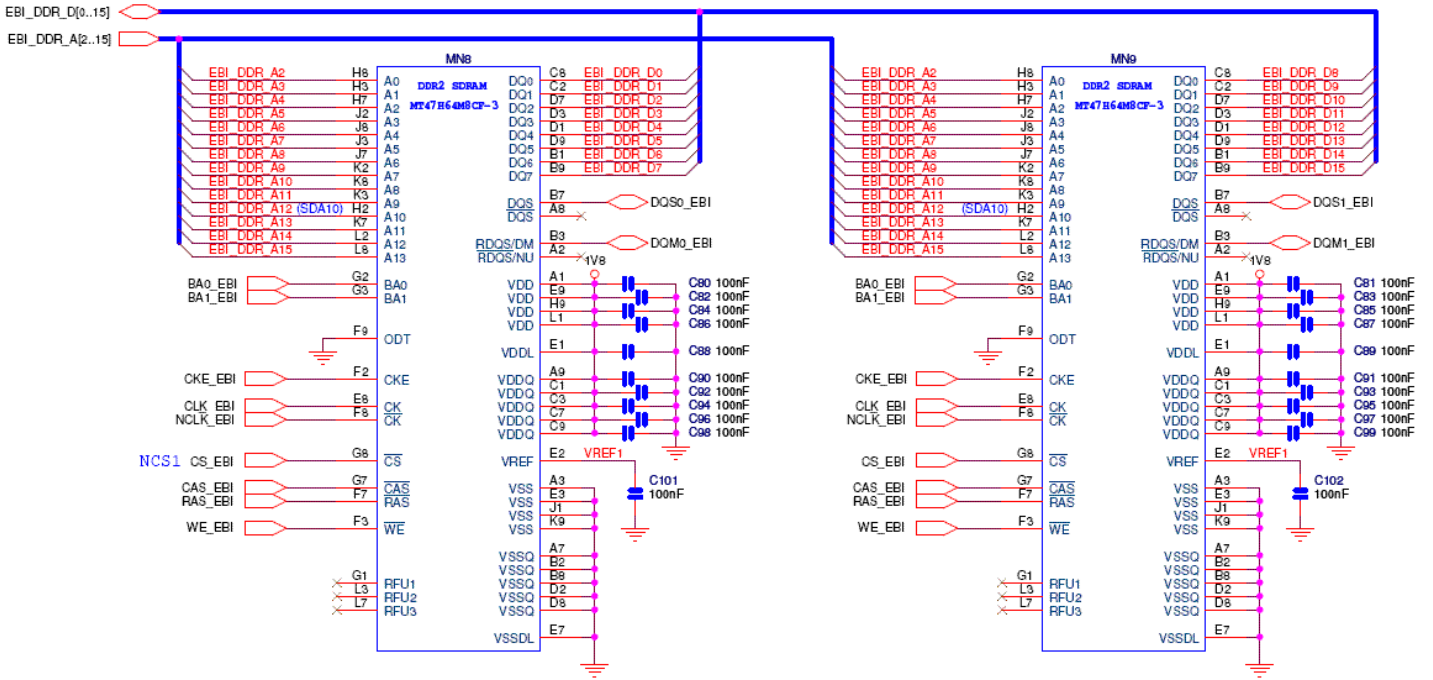 EBI_DDR_D[0..15]
EBI_DDR_A[2..15]
MN8
DDR2 SDRAM
MT47H64M8CF-3
EBI_DDR_A2 H8 A0 DQ0 C8 EBI_DDR_D0
EBI_DDR_A3 H3 A1 DQ1 C2 EBI_DDR_D1
EBI_DDR_A4 H7 A2 DQ2 D7 EBI_DDR_D2
EBI_DDR_A5 J2 A3 DQ3 D3 EBI_DDR_D3
EBI_DDR_A6 J8 A4 DQ4 D1 EBI_DDR_D4
EBI_DDR_A7 J3 A5 DQ5 D9 EBI_DDR_D5
EBI_DDR_A8 J7 A6 DQ6 B1 EBI_DDR_D6
EBI_DDR_A9 K2 A7 DQ7 B9 EBI_DDR_D7
EBI_DDR_A10 K8 A8
EBI_DDR_A11 K3 A9 DQS B7 DQS0_EBI
EBI_DDR_A12 (SDA10) H2 A10 DQS A8
EBI_DDR_A13 K7 A11
EBI_DDR_A14 L2 A12 RDQS/DM B3 DQM0_EBI
EBI_DDR_A15 L8 A13 RDQS/NU A2
1V8
BA0_EBI G2 BA0 VDD A1 C80 100nF
BA1_EBI G3 BA1 VDD E9 C82 100nF
VDD H9 C84 100nF
VDD L1 C86 100nF
F9 ODT
VDDL E1 C88 100nF
CKE_EBI F2 CKE VDDQ A9 C90 100nF
VDDQ C1 C92 100nF
CLK_EBI E8 CK VDDQ C3 C94 100nF
NCLK_EBI F8 CK VDDQ C7 C96 100nF
VDDQ C9 C98 100nF
NCS1 CS_EBI G8 CS VREF E2 VREF1
C101
100nF
CAS_EBI G7 CAS VSS A3
RAS_EBI F7 RAS VSS E3
VSS J1
WE_EBI F3 WE VSS K9
VSSQ A7
VSSQ B2
G1 RFU1 VSSQ B8
L3 RFU2 VSSQ D2
L7 RFU3 VSSQ D8
VSSDL E7
MN9
DDR2 SDRAM
MT47H64M8CF-3
EBI_DDR_A2 H8 A0 DQ0 C8 EBI_DDR_D8
EBI_DDR_A3 H3 A1 DQ1 C2 EBI_DDR_D9
EBI_DDR_A4 H7 A2 DQ2 D7 EBI_DDR_D10
EBI_DDR_A5 J2 A3 DQ3 D3 EBI_DDR_D11
EBI_DDR_A6 J8 A4 DQ4 D1 EBI_DDR_D12
EBI_DDR_A7 J3 A5 DQ5 D9 EBI_DDR_D13
EBI_DDR_A8 J7 A6 DQ6 B1 EBI_DDR_D14
EBI_DDR_A9 K2 A7 DQ7 B9 EBI_DDR_D15
EBI_DDR_A10 K8 A8
EBI_DDR_A11 K3 A9 DQS B7 DQS1_EBI
EBI_DDR_A12 (SDA10) H2 A10 DQS A8
EBI_DDR_A13 K7 A11
EBI_DDR_A14 L2 A12 RDQS/DM B3 DQM1_EBI
EBI_DDR_A15 L8 A13 RDQS/NU A2
1V8
BA0_EBI G2 BA0 VDD A1 C81 100nF
BA1_EBI G3 BA1 VDD E9 C83 100nF
VDD H9 C85 100nF
VDD L1 C87 100nF
F9 ODT
VDDL E1 C89 100nF
CKE_EBI F2 CKE VDDQ A9 C91 100nF
VDDQ C1 C93 100nF
CLK_EBI E8 CK VDDQ C3 C95 100nF
NCLK_EBI F8 CK VDDQ C7 C97 100nF
VDDQ C9 C99 100nF
CS_EBI G8 CS VREF E2 VREF1
C102
100nF
CAS_EBI G7 CAS VSS A3
RAS_EBI F7 RAS VSS E3
VSS J1
WE_EBI F3 WE VSS K9
VSSQ A7
VSSQ B2
G1 RFU1 VSSQ B8
L3 RFU2 VSSQ D2
L7 RFU3 VSSQ D8
VSSDL E7